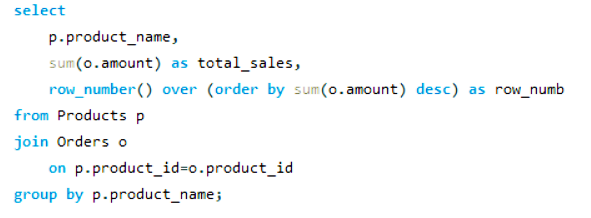 select
p.product_name,
sum(o.amount) as total_sales,
row_number() over (order by sum(o.amount) desc) as row_numb
from Products p
join Orders o
on p.product_id=o.product_id
group by p.product_name;